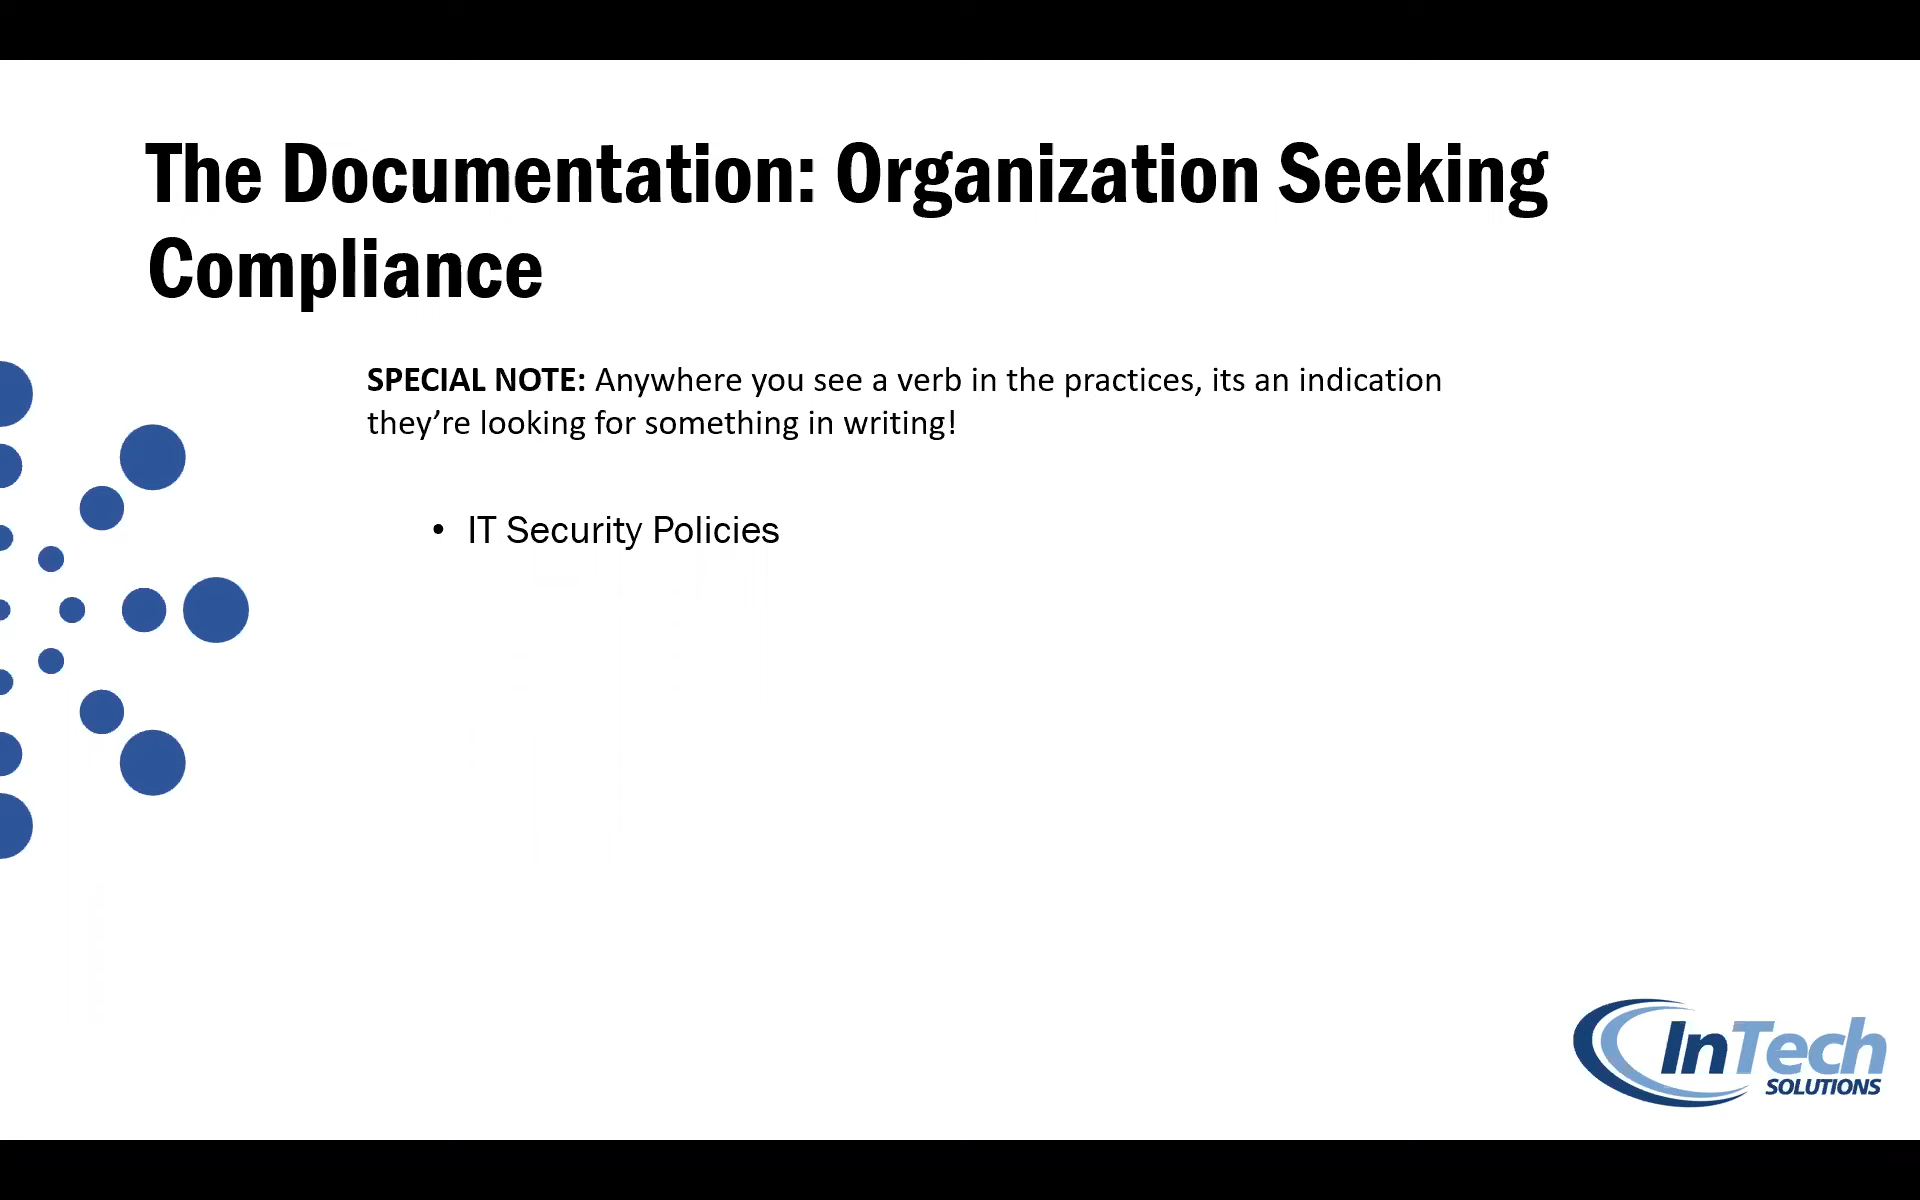 The Documentation: Organization Seeking
Compliance
SPECIAL NOTE: Anywhere you see a verb in the practices, its an indication
they’re looking for something in writing!
• IT Security Policies
InTech
SOLUTIONS